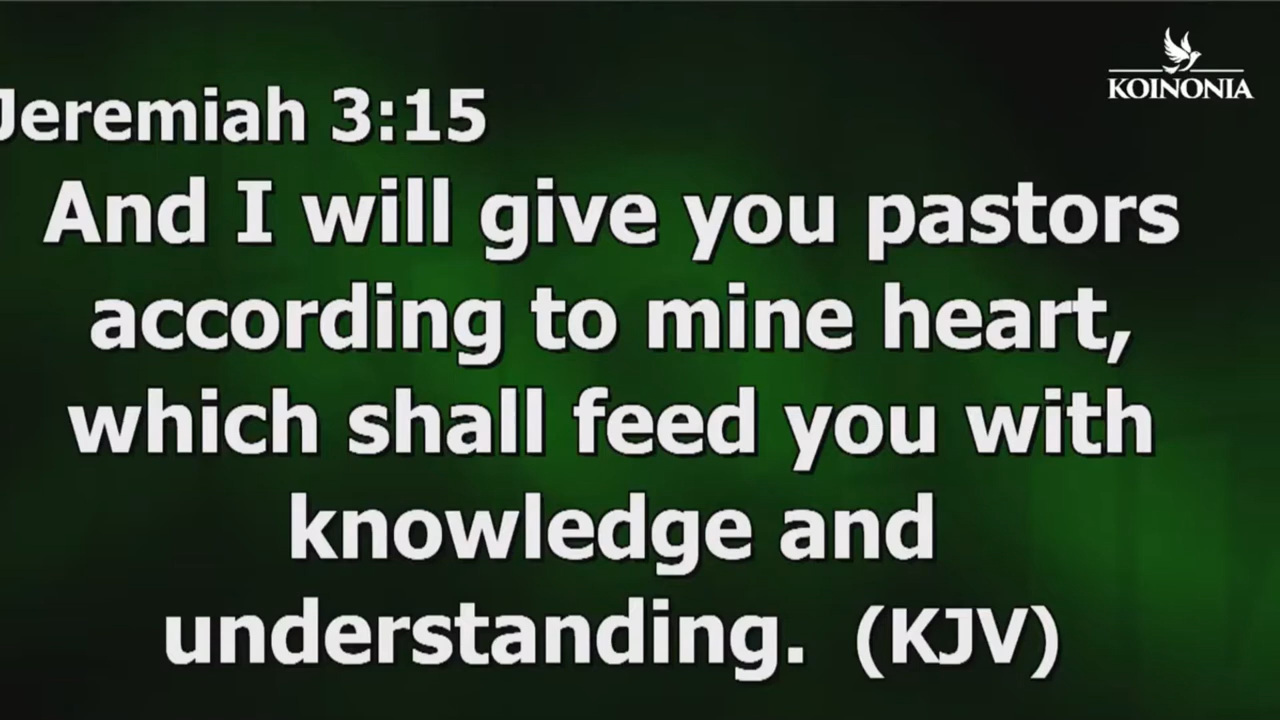 KOINONIA
Jeremiah 3:15
And I will give you pastors
according to mine heart,
which shall feed you with
knowledge and
understanding. (KJV)